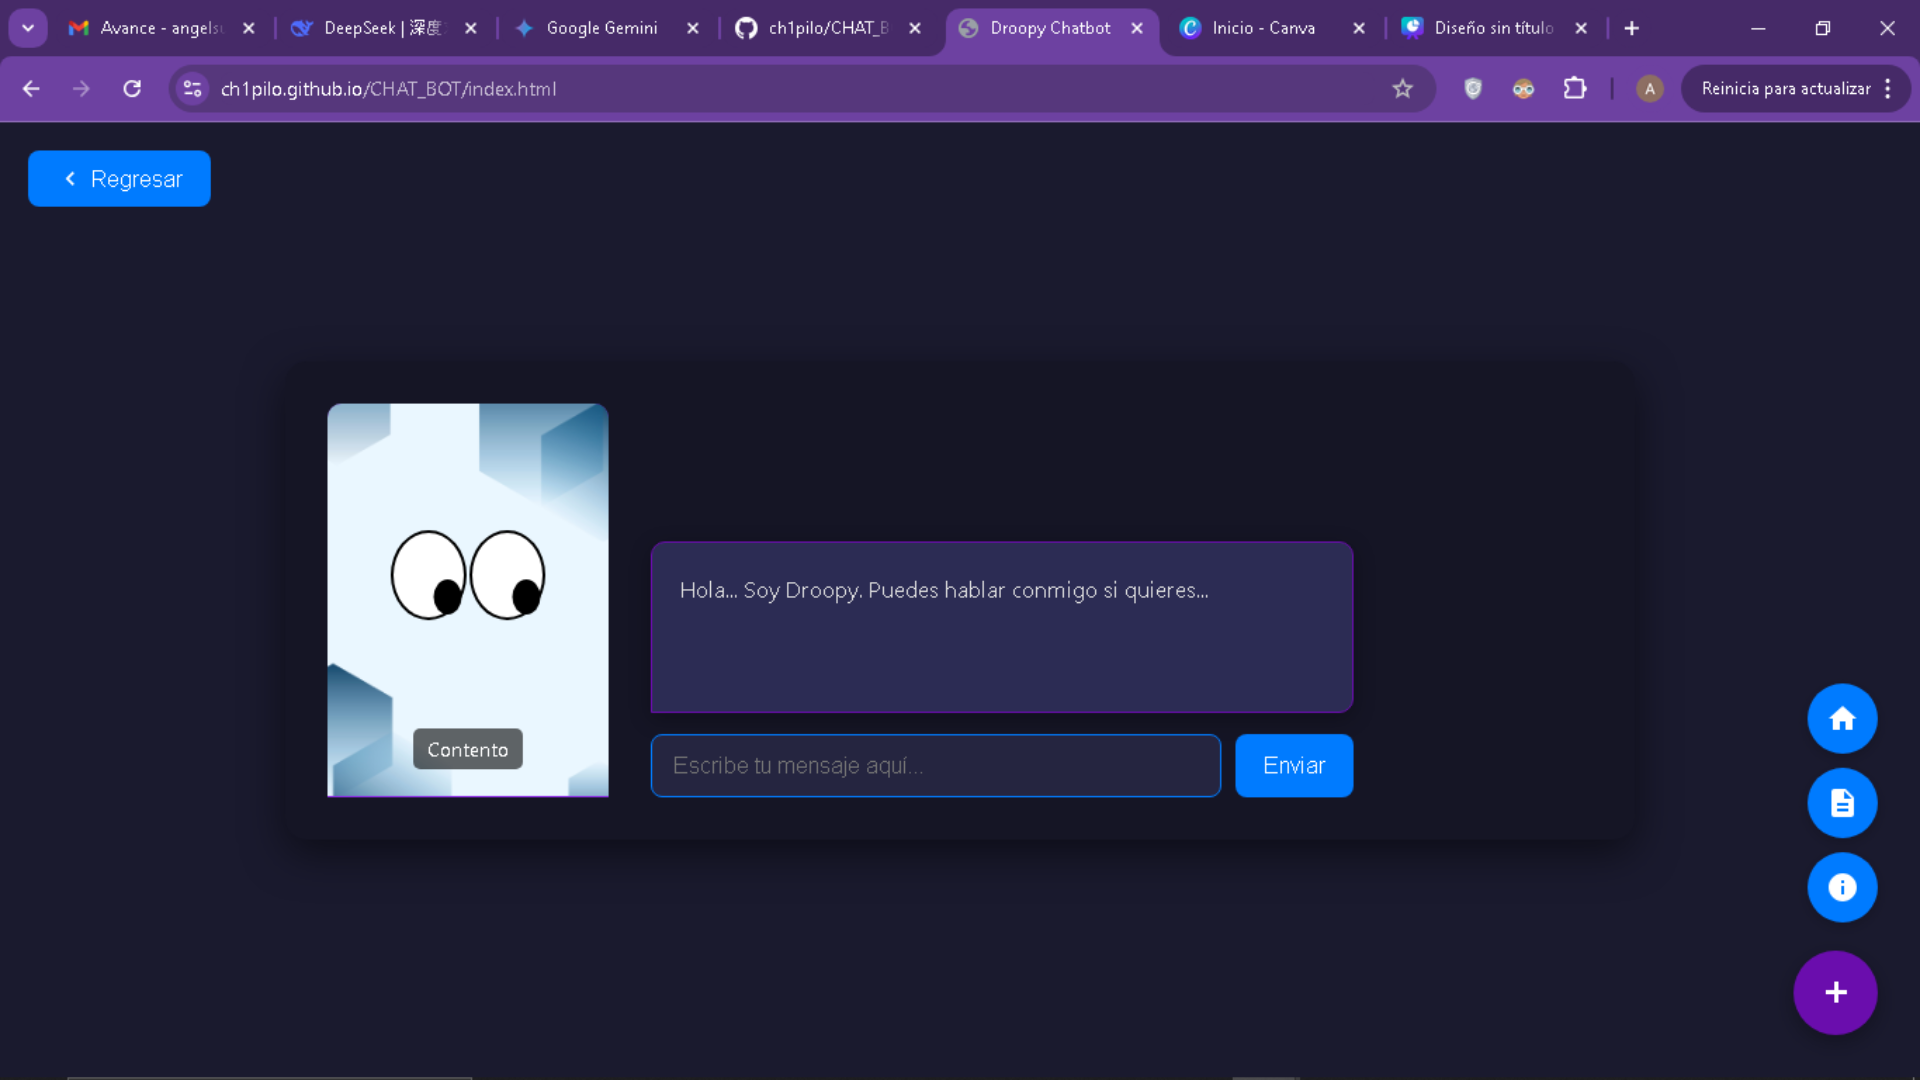 Avance - angels
DeepSeek | 深度
Google Gemini
ch1pilo/CHAT_B
Droopy Chatbot
Inicio - Canva
Diseño sin título
ch1pilo.github.io/CHAT_BOT/index.html
A
Reinicia para actualizar
Regresar
Hola... Soy Droopy. Puedes hablar conmigo si quieres...
Contento
Escribe tu mensaje aquí...
Enviar